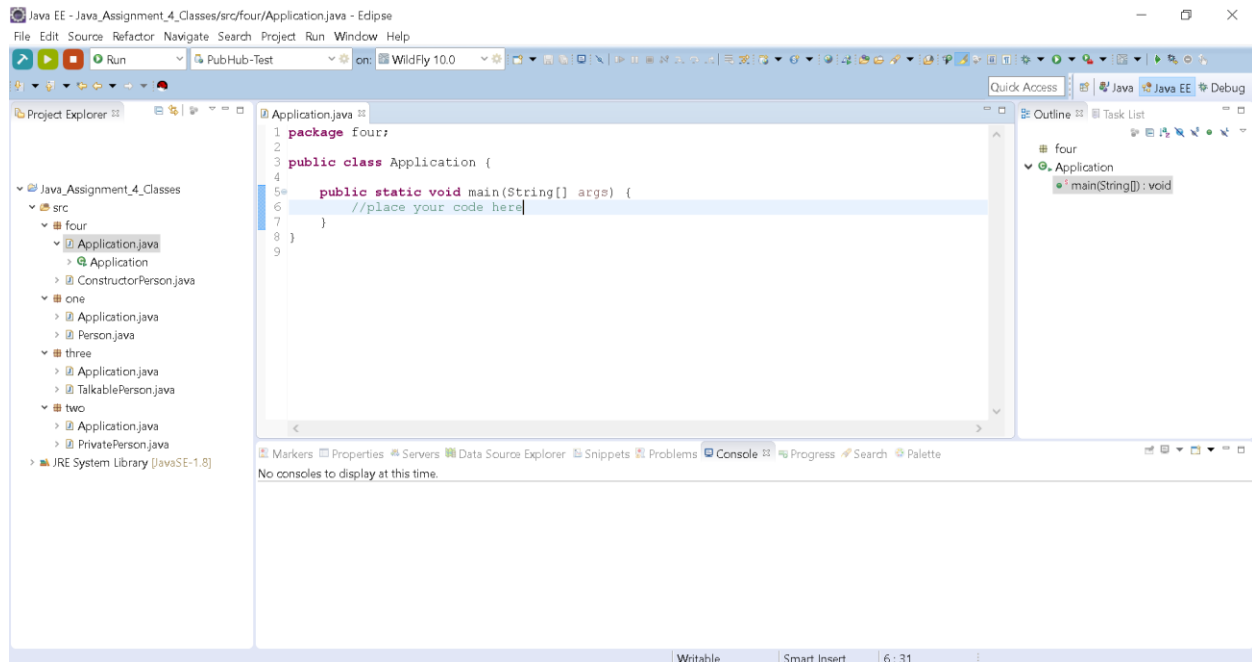 Java EE - Java_Assignment_4_Classes/src/four/Application.java - Eclipse
File Edit Source Refactor Navigate Search Project Run Window Help
Run PubHub-Test on: WildFly 10.0
Quick Access Java Java EE Debug
Project Explorer
Java_Assignment_4_Classes
src
four
Application.java
Application
ConstructorPerson.java
one
Application.java
Person.java
three
Application.java
TalkablePerson.java
two
Application.java
PrivatePerson.java
JRE System Library [JavaSE-1.8]
Application.java
1 package four;
2
3 public class Application {
4
5 public static void main(String[] args) {
6 //place your code here
7 }
8 }
9
Outline Task List
four
Application
main(String[]) : void
Markers Properties Servers Data Source Explorer Snippets Problems Console Progress Search Palette
No consoles to display at this time.
Writable Smart Insert 6 : 31